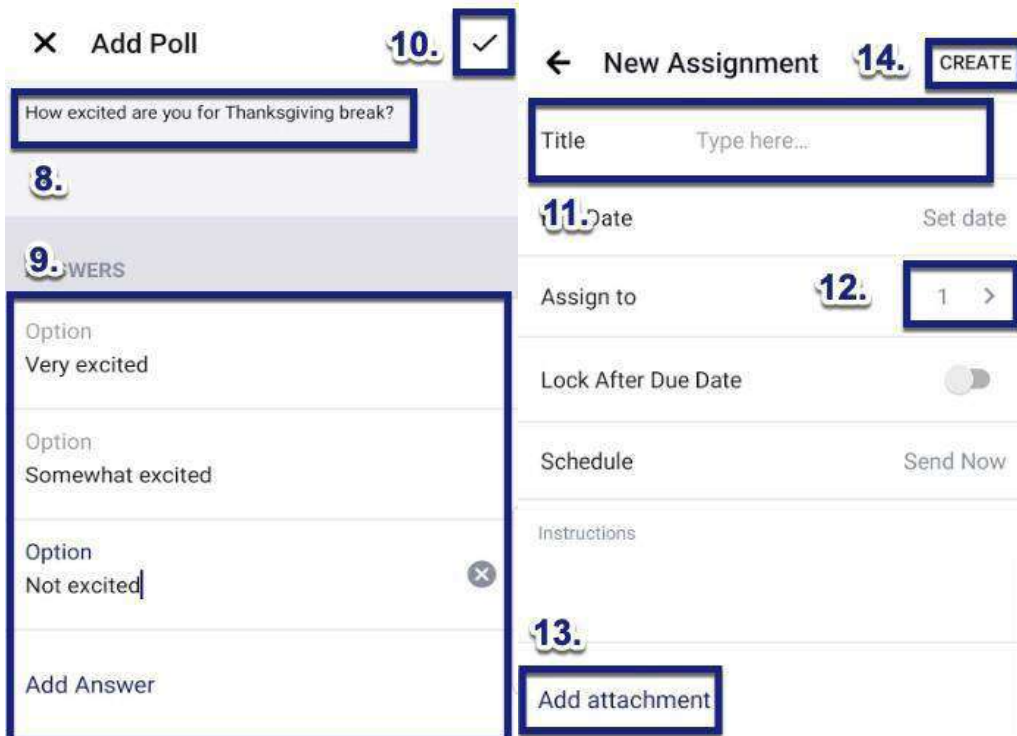 Add Poll
10.
How excited are you for Thanksgiving break?
8.
9.
SWERS
Option
Very excited
Option
Somewhat excited
Option
Not excited
Add Answer
New Assignment
14.
CREATE
Title
Type here...
11.
Date
Set date
Assign to
12.
1
Lock After Due Date
Schedule
Send Now
Instructions
13.
Add attachment